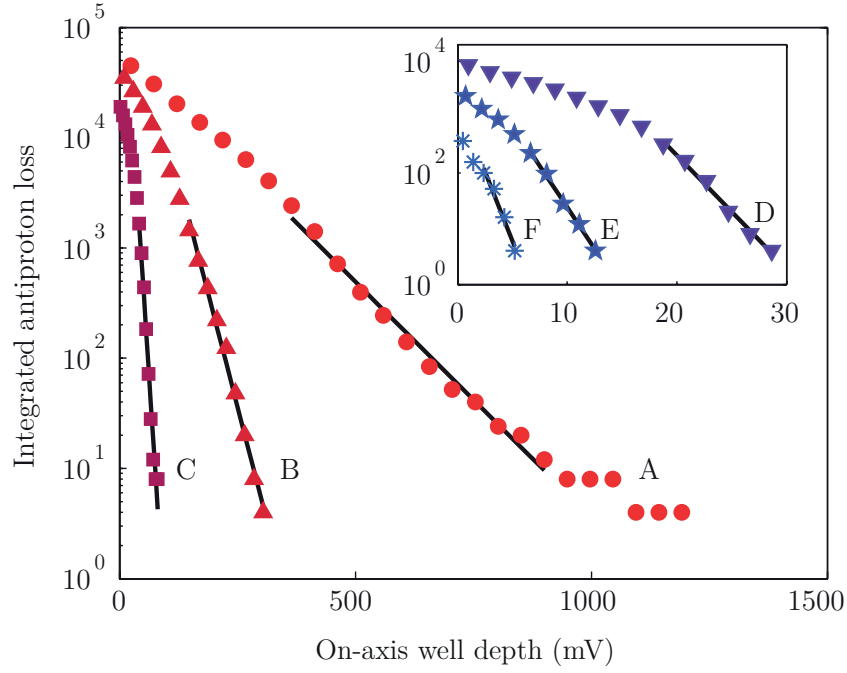 10^5
10^4
10^3
10^2
10^1
10^0
Integrated antiproton loss
0
500
1000
1500
On-axis well depth (mV)
C
B
A
10^4
10^2
10^0
0
10
20
30
F
E
D